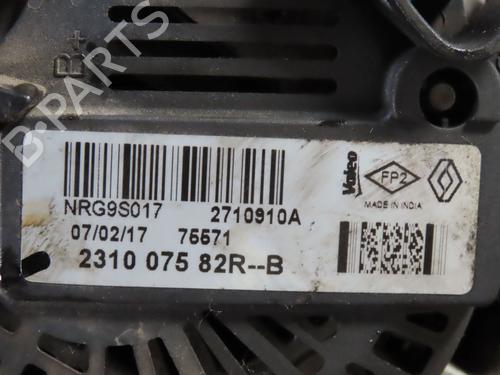 B+
B-PARTS
Valeo
FP2
MADE IN INDIA
NRG9S017 2710910A
07/02/17 75571
2310 075 82R--B